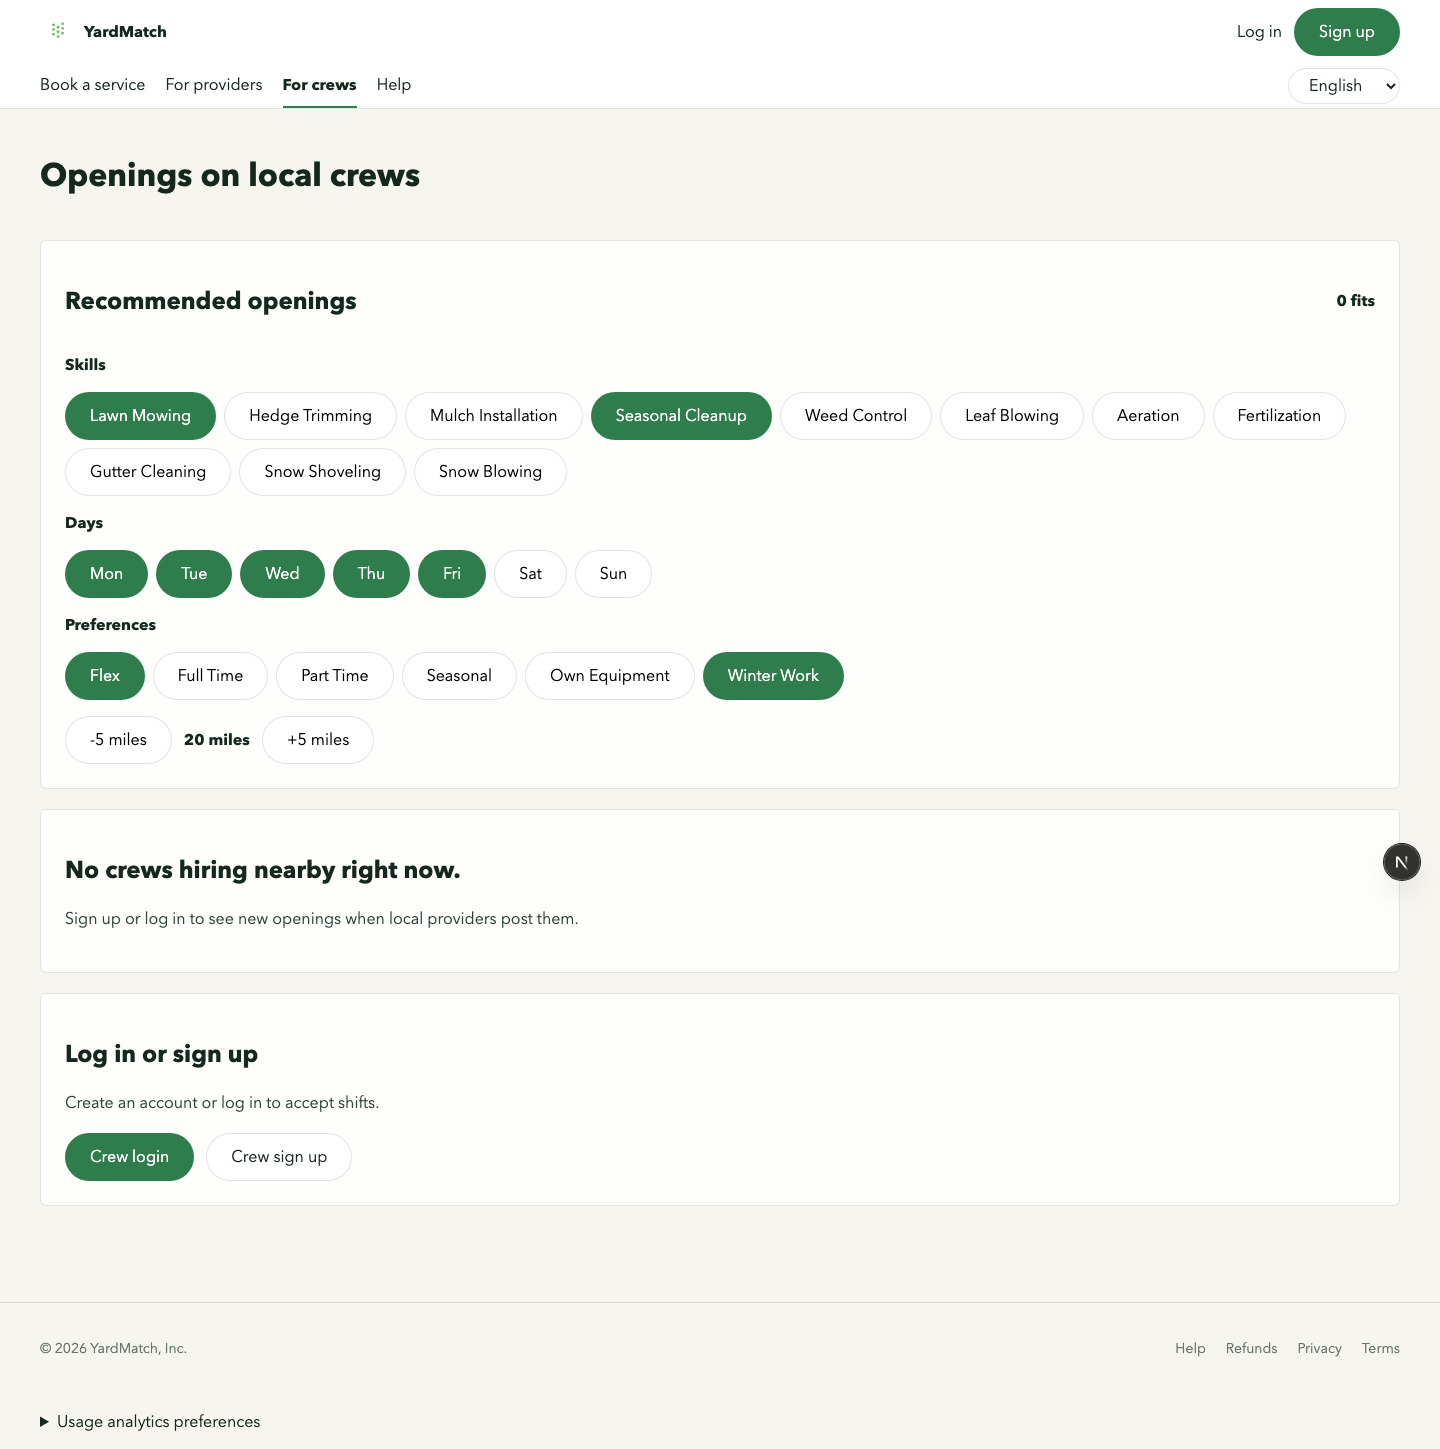 YardMatch
Log in
Sign up
Book a service
For providers
For crews
Help
English
Openings on local crews
Recommended openings
0 fits
Skills
Lawn Mowing
Hedge Trimming
Mulch Installation
Seasonal Cleanup
Weed Control
Leaf Blowing
Aeration
Fertilization
Gutter Cleaning
Snow Shoveling
Snow Blowing
Days
Mon
Tue
Wed
Thu
Fri
Sat
Sun
Preferences
Flex
Full Time
Part Time
Seasonal
Own Equipment
Winter Work
-5 miles
20 miles
+5 miles
No crews hiring nearby right now.
Sign up or log in to see new openings when local providers post them.
N
Log in or sign up
Create an account or log in to accept shifts.
Crew login
Crew sign up
© 2026 YardMatch, Inc.
Help
Refunds
Privacy
Terms
Usage analytics preferences